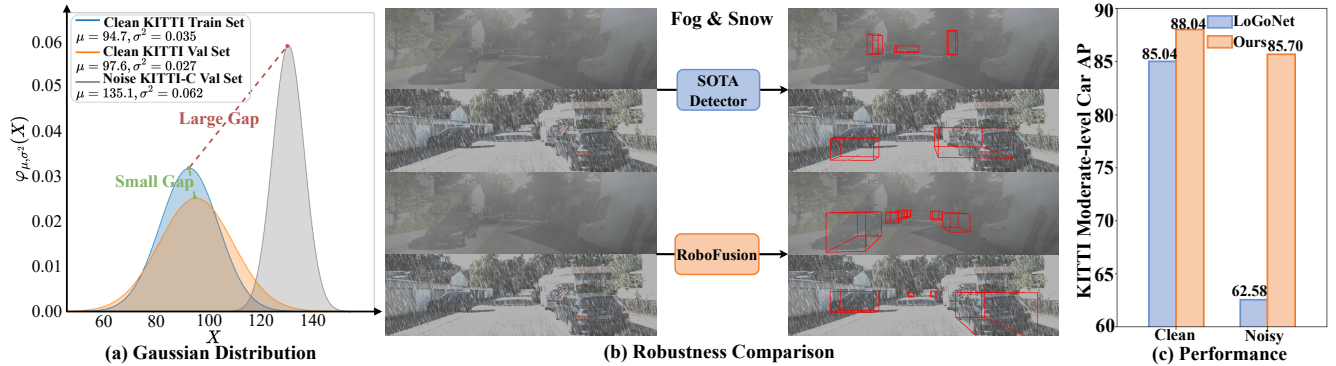 Clean KITTI Train Set
μ = 94.7, σ² = 0.035
Clean KITTI Val Set
μ = 97.6, σ² = 0.027
Noise KITTI-C Val Set
μ = 135.1, σ² = 0.062
Large Gap
Small Gap
φμ,σ²(X)
0.06
0.05
0.04
0.03
0.02
0.01
0.00
60
80
100
120
140
X
(a) Gaussian Distribution
Fog & Snow
SOTA
Detector
RoboFusion
(b) Robustness Comparison
KITTI Moderate-level Car AP
90
85
80
75
70
65
60
LoGoNet
Ours
85.04
88.04
62.58
85.70
Clean
Noisy
(c) Performance